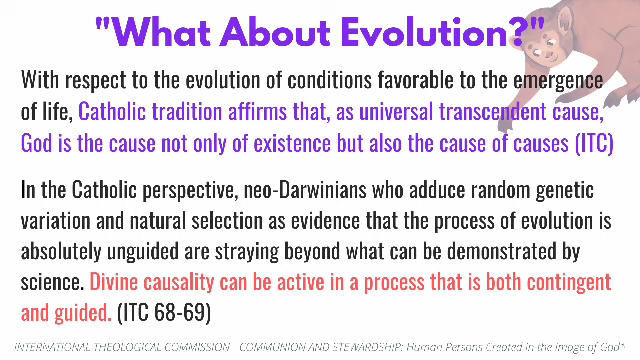 "What About Evolution?"
With respect to the evolution of conditions favorable to the emergence
of life, Catholic tradition affirms that, as universal transcendent cause,
God is the cause not only of existence but also the cause of causes (ITC)
In the Catholic perspective, neo-Darwinians who adduce random genetic
variation and natural selection as evidence that the process of evolution is
absolutely unguided are straying beyond what can be demonstrated by
science. Divine causality can be active in a process that is both contingent
and guided. (ITC 68-69)
INTERNATIONAL THEOLOGICAL COMMISSION - COMMUNION AND STEWARDSHIP: Human Persons Created in the Image of God*